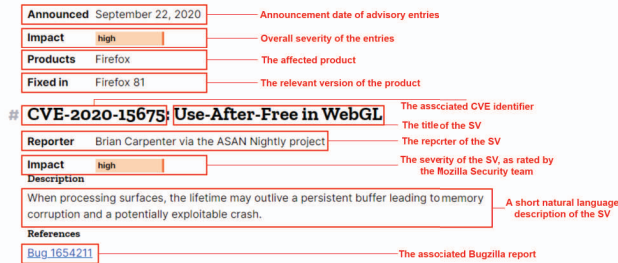 Announced September 22, 2020 Announcement date of advisory entries
Impact high Overall severity of the entries
Products Firefox The affected product
Fixed in Firefox 81 The relevant version of the product
The associated CVE identifier
# CVE-2020-15675: Use-After-Free in WebGL
The title of the SV
Reporter Brian Carpenter via the ASAN Nightly project The reporter of the SV
Impact high The severity of the SV, as rated
by the Mozilla Security team
Description
When processing surfaces, the lifetime may outlive a persistent buffer leading to memory A short natural language
corruption and a potentially exploitable crash. description of the SV
References
Bug 1654211 The associated Bugzilla report